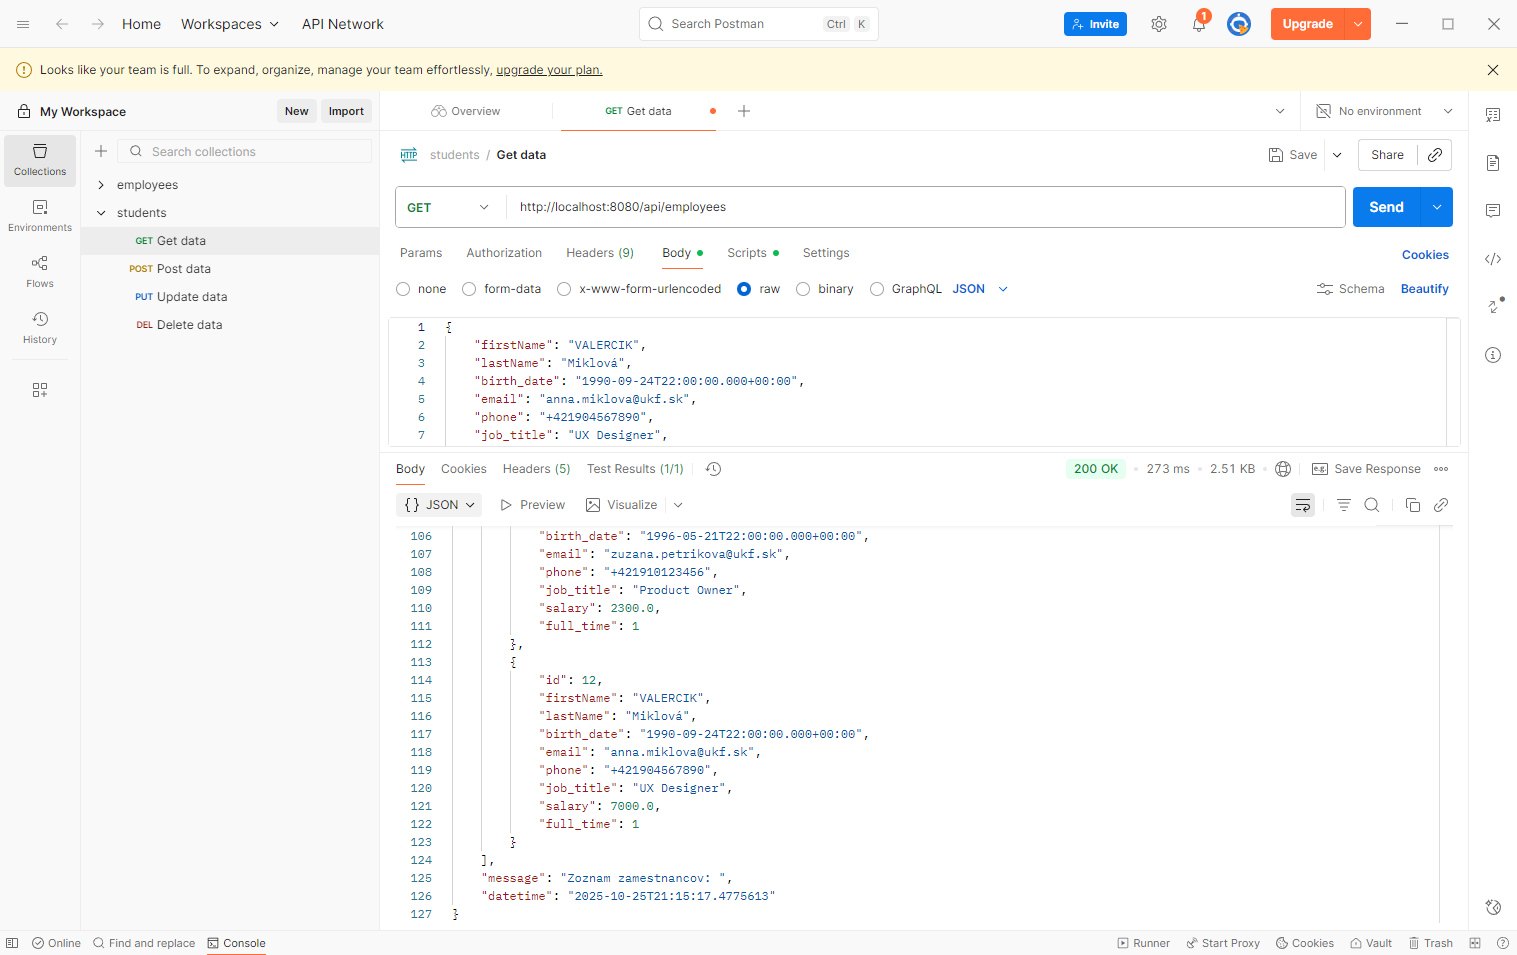 Home
Workspaces
API Network
Search Postman
Ctrl K
Invite
1
Upgrade
Looks like your team is full. To expand, organize, manage your team effortlessly, upgrade your plan.
My Workspace
New
Import
Overview
GET Get data
No environment
Collections
Environments
Flows
History
Search collections
employees
students
GET Get data
POST Post data
PUT Update data
DEL Delete data
HTTP students / Get data
Save
Share
GET
http://localhost:8080/api/employees
Send
Params
Authorization
Headers (9)
Body
Scripts
Settings
Cookies
none
form-data
x-www-form-urlencoded
raw
binary
GraphQL
JSON
Schema
Beautify
1 {
2 "firstName": "VALERCIK",
3 "lastName": "Miklová",
4 "birth_date": "1990-09-24T22:00:00.000+00:00",
5 "email": "anna.miklova@ukf.sk",
6 "phone": "+421904567890",
7 "job_title": "UX Designer",
Body
Cookies
Headers (5)
Test Results (1/1)
200 OK
273 ms
2.51 KB
e.g. Save Response
{} JSON
Preview
Visualize
106 "birth_date": "1996-05-21T22:00:00.000+00:00",
107 "email": "zuzana.petrikova@ukf.sk",
108 "phone": "+421910123456",
109 "job_title": "Product Owner",
110 "salary": 2300.0,
111 "full_time": 1
112 },
113 {
114 "id": 12,
115 "firstName": "VALERCIK",
116 "lastName": "Miklová",
117 "birth_date": "1990-09-24T22:00:00.000+00:00",
118 "email": "anna.miklova@ukf.sk",
119 "phone": "+421904567890",
120 "job_title": "UX Designer",
121 "salary": 7000.0,
122 "full_time": 1
123 }
124 ],
125 "message": "Zoznam zamestnancov: ",
126 "datetime": "2025-10-25T21:15:17.4775613"
127 }
Online
Find and replace
Console
Runner
Start Proxy
Cookies
Vault
Trash